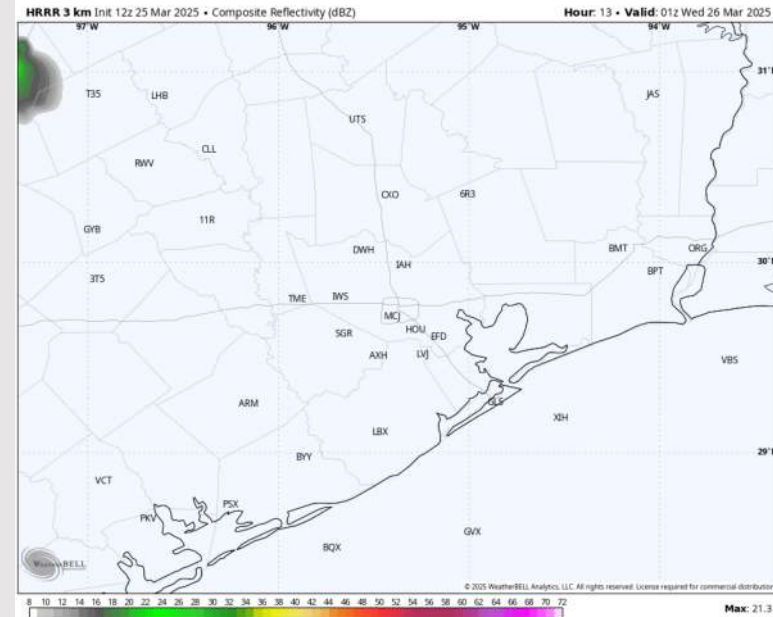 HRRR 3 km Init 12z 25 Mar 2025 • Composite Reflectivity (dBZ) Hour: 13 • Valid: 01z Wed 26 Mar 2025
97°W 96°W 95°W 94°W
31°
T35 LHB JAS
UTS
CLL
RWV
CXO 6R3
11R
GYB
DWH BMT ORG
IAH 30°
3T5 BPT
TME IWS
MCJ
SGR HOU EFD
AXH LVJ VBS
ARM GLS
XIH
LBX
BYY 29°
VCT
PSX
PKV
GVX
BQX
WeatherBELL
© 2025 WeatherBELL Analytics, LLC. All rights reserved. License required for commercial distribution
8 10 12 14 16 18 20 22 24 26 28 30 32 34 36 38 40 42 44 46 48 50 52 54 56 58 60 62 64 66 68 70 72
Max: 21.3